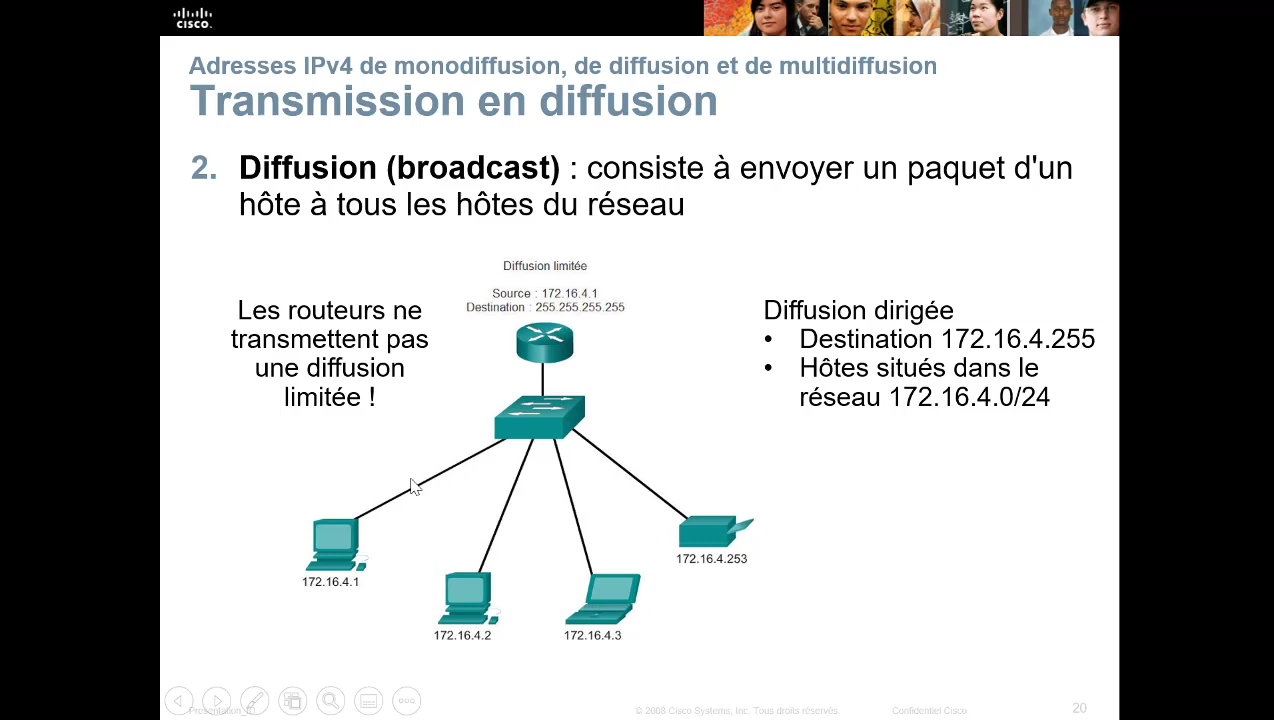 CISCO.
Adresses IPv4 de monodiffusion, de diffusion et de multidiffusion
Transmission en diffusion
2. Diffusion (broadcast) : consiste à envoyer un paquet d'un
hôte à tous les hôtes du réseau
Diffusion limitée
Source : 172.16.4.1
Destination : 255.255.255.255
Les routeurs ne
transmettent pas
une diffusion
limitée !
Diffusion dirigée
• Destination 172.16.4.255
• Hôtes situés dans le
réseau 172.16.4.0/24
172.16.4.253
172.16.4.1
172.16.4.2
172.16.4.3
Presentation_ID
© 2008 Cisco Systems, Inc. Tous droits réservés.
Confidentiel Cisco
20